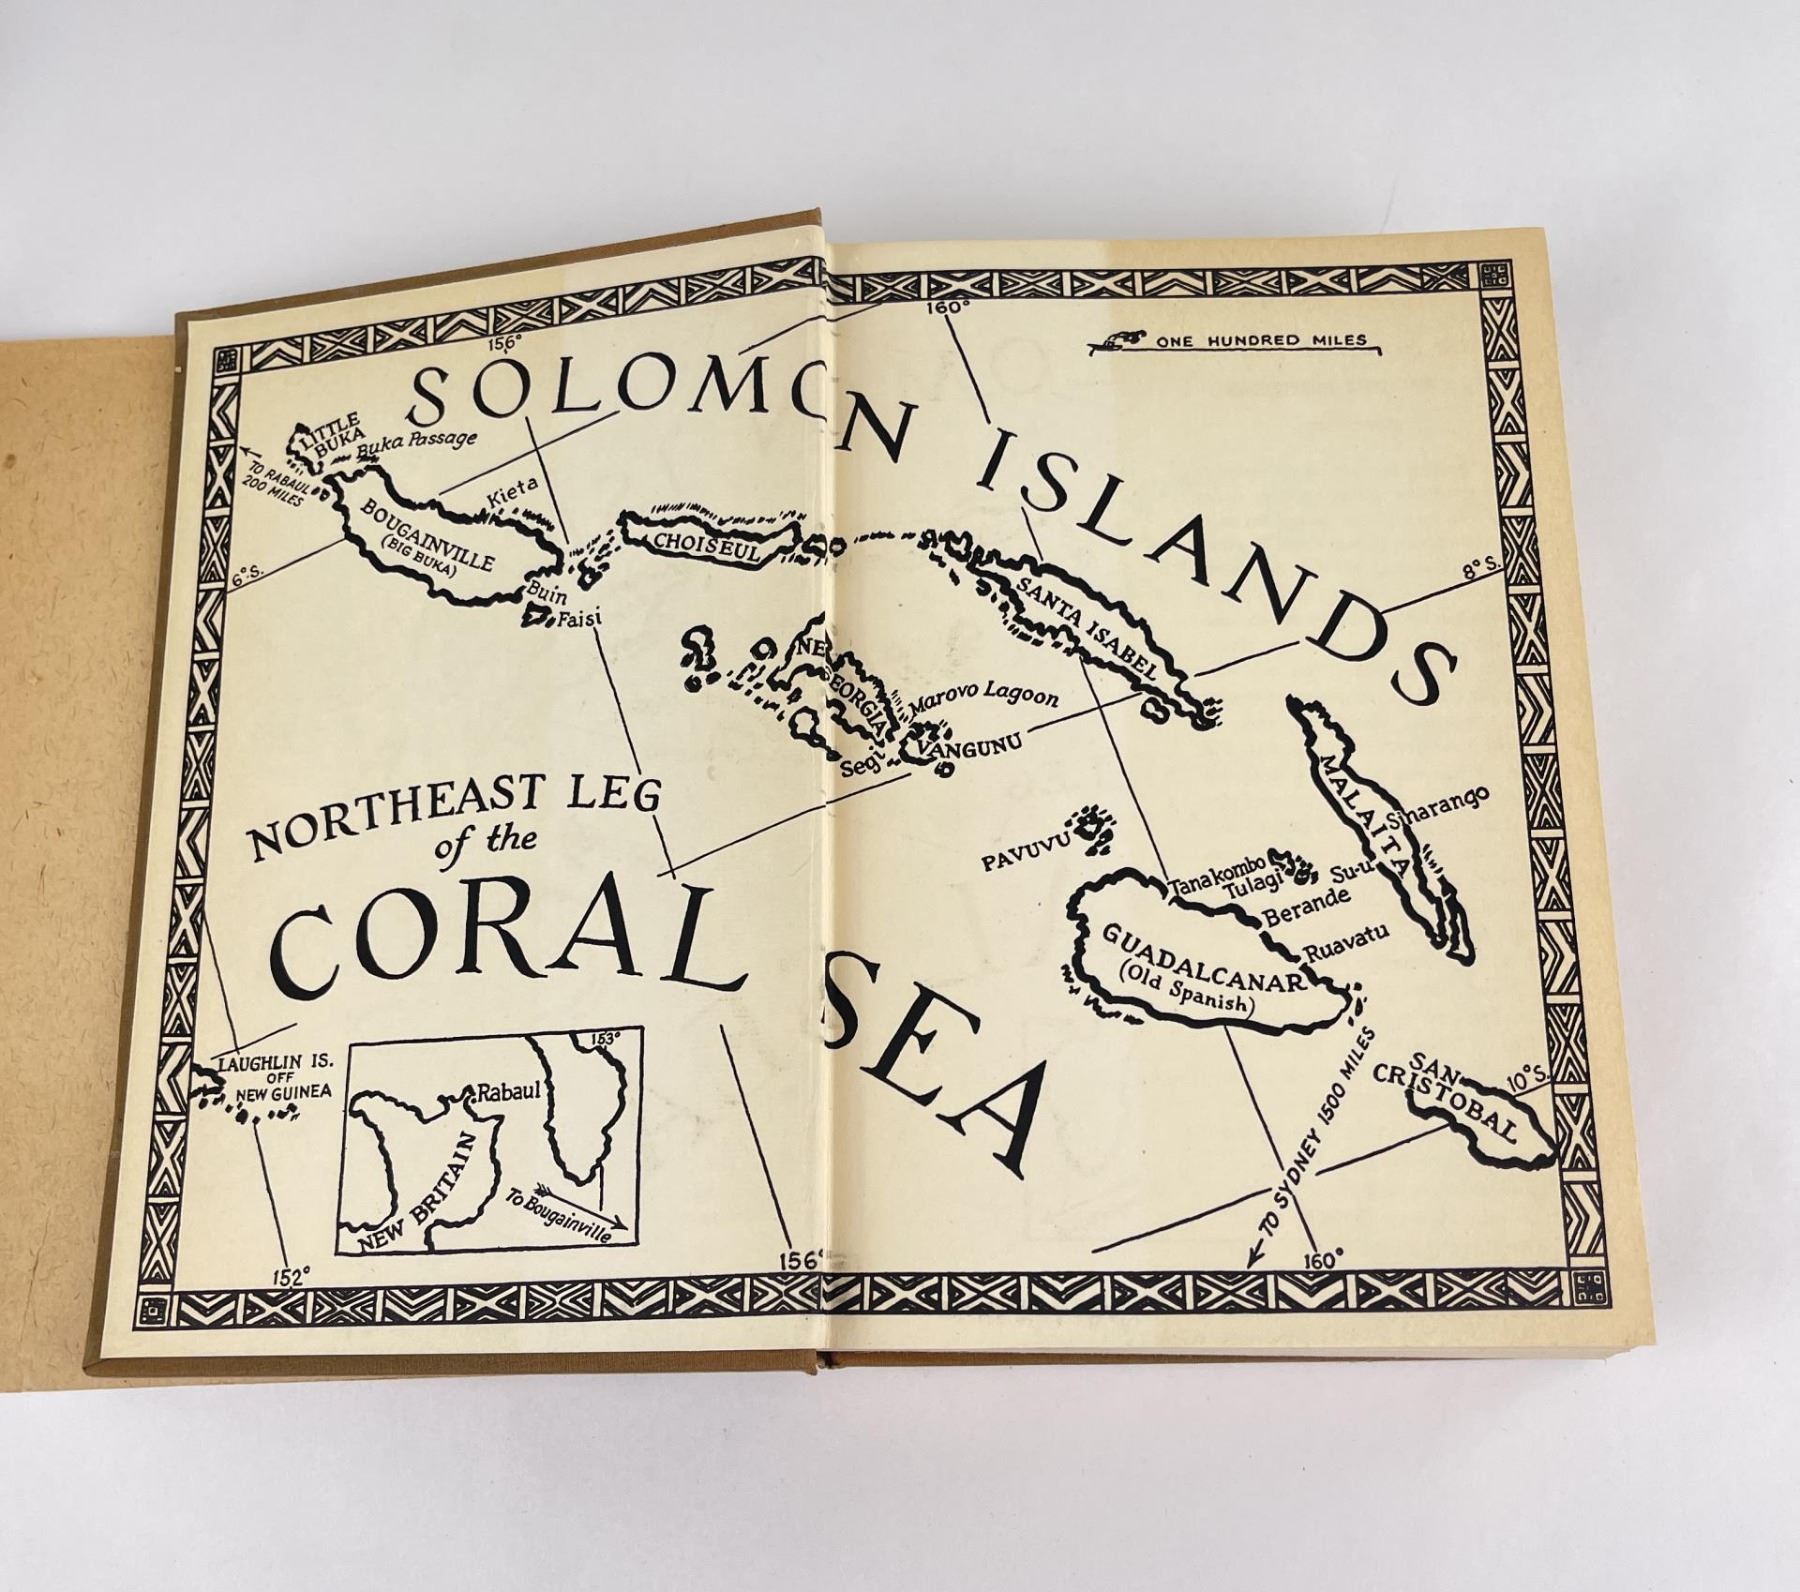 156°
160°
ONE HUNDRED MILES
SOLOMON ISLANDS
LITTLE
BUKA
Buka Passage
TO RABAUL
200 MILES
Kieta
BOUGAINVILLE
(BIG BUKA)
CHOISEUL
6° S.
8° S.
Buin
Faisi
SANTA ISABEL
NE
EORGIA
Marovo Lagoon
VANGUNU
Segi
MALAITA
Sinarango
Su-u
NORTHEAST LEG
of the
CORAL SEA
PAVUVU
Tanakombo
Tulagi
Berande
Ruavatu
GUADALCANAR
(Old Spanish)
LAUGHLIN IS.
OFF
NEW GUINEA
153°
Rabaul
NEW BRITAIN
To Bougainville
SAN
CRISTOBAL
10° S.
TO SYDNEY 1500 MILES
152°
156°
160°